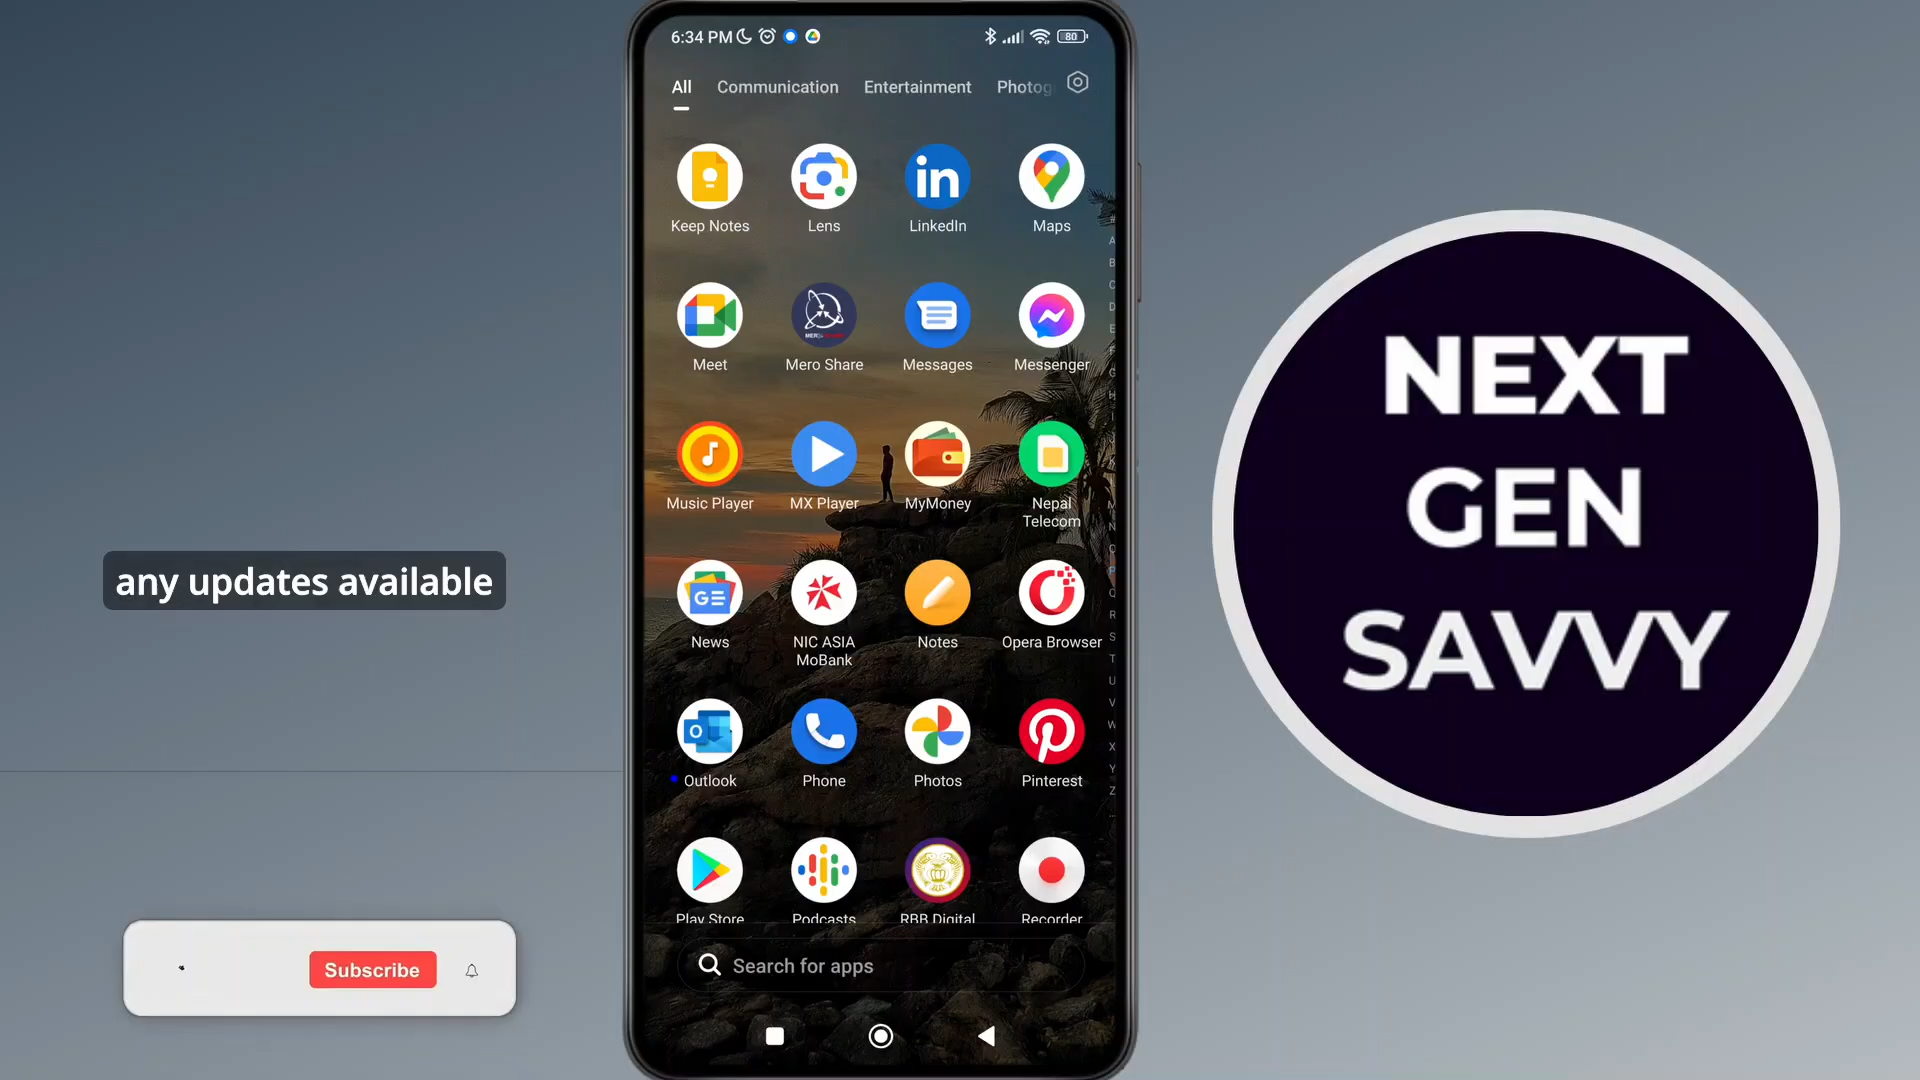 6:34 PM
80
All Communication Entertainment Photog
Keep Notes Lens LinkedIn Maps
Meet Mero Share Messages Messenger
Music Player MX Player MyMoney Nepal
Telecom
News NIC ASIA Notes Opera Browser
MoBank
Outlook Phone Photos Pinterest
Play Store Podcasts RBB Digital Recorder
Search for apps
any updates available
Subscribe
NEXT
GEN
SAVVY